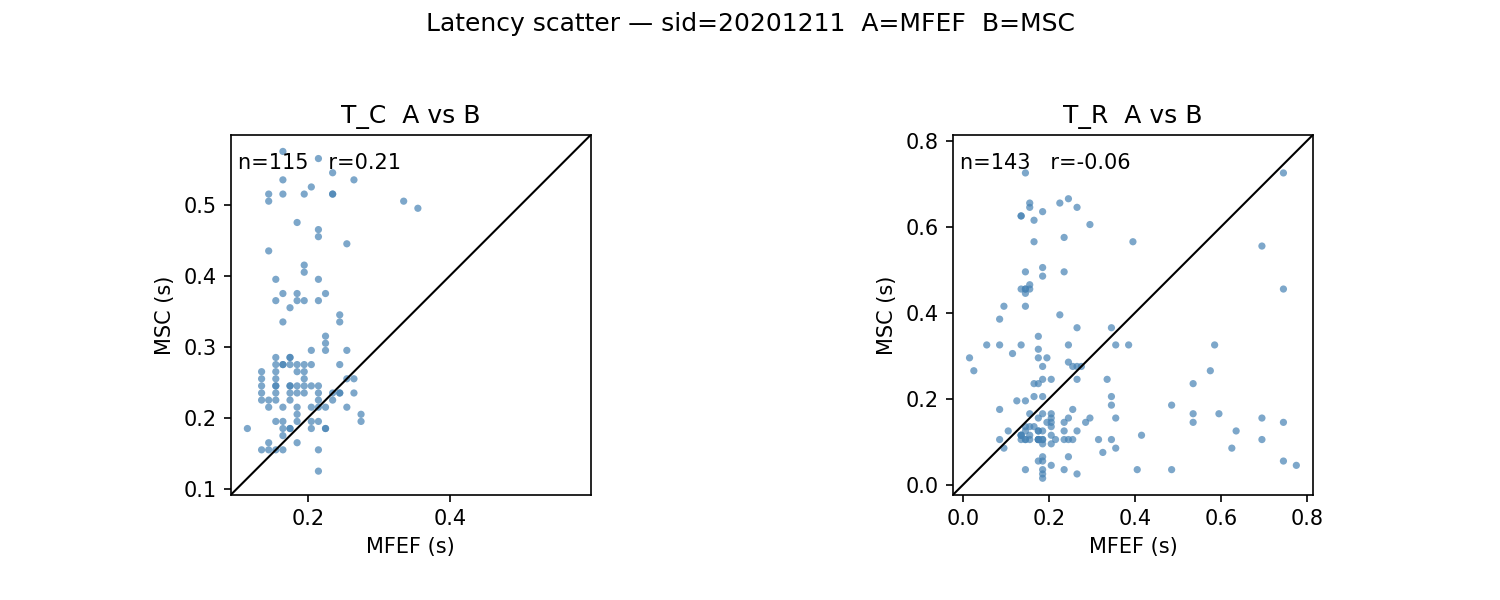 Latency scatter — sid=20201211  A=MFEF  B=MSC
T_C  A vs B
n=115   r=0.21
0.5
0.4
0.3
0.2
0.1
MSC (s)
0.2
0.4
MFEF (s)
T_R  A vs B
n=143   r=-0.06
0.8
0.6
0.4
0.2
0.0
MSC (s)
0.0
0.2
0.4
0.6
0.8
MFEF (s)